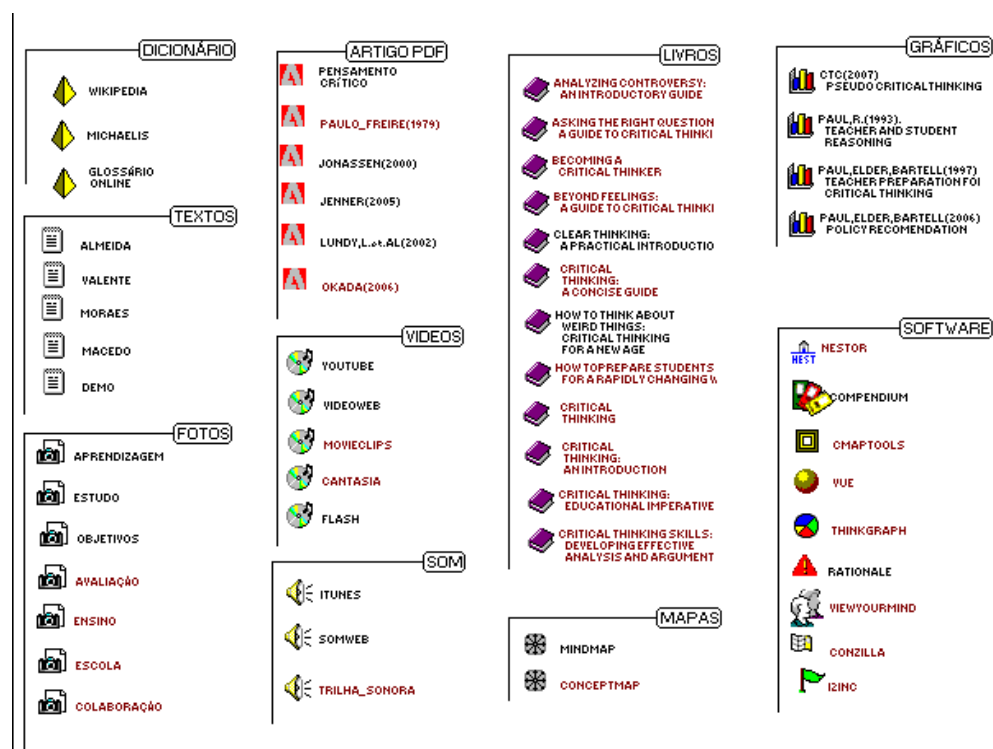 DICIONÁRIO
WIKIPEDIA
MICHAELIS
GLOSSÁRIO
ONLINE
TEXTOS
ALMEIDA
VALENTE
MORAES
MACEDO
DEMO
FOTOS
APRENDIZAGEM
ESTUDO
OBJETIVOS
AVALIAÇÃO
ENSINO
ESCOLA
COLABORAÇÃO
ARTIGO PDF
PENSAMENTO
CRÍTICO
PAULO_FREIRE(1979)
JONASSEN(2000)
JENNER(2005)
LUNDY,L.et.AL(2002)
OKADA(2006)
VIDEOS
YOUTUBE
VIDEOWEB
MOVIECLIPS
CANTASIA
FLASH
SOM
ITUNES
SOMWEB
TRILHA_SONORA
LIVROS
ANALYZING CONTROVERSY:
AN INTRODUCTORY GUIDE
ASKING THE RIGHT QUESTION
A GUIDE TO CRITICAL THINKI
BECOMING A
CRITICAL THINKER
BEYOND FEELINGS:
A GUIDE TO CRITICAL THINKI
CLEAR THINKING:
A PRACTICAL INTRODUCTIO
CRITICAL
THINKING:
A CONCISE GUIDE
HOW TO THINK ABOUT
WEIRD THINGS:
CRITICAL THINKING
FOR A NEW AGE
HOW TO PREPARE STUDENTS
FOR A RAPIDLY CHANGING W
CRITICAL
THINKING
CRITICAL
THINKING:
AN INTRODUCTION
CRITICAL THINKING:
EDUCATIONAL IMPERATIVE
CRITICAL THINKING SKILLS:
DEVELOPING EFFECTIVE
ANALYSIS AND ARGUMENT
MAPAS
MINDMAP
CONCEPTMAP
GRÁFICOS
CTC(2007)
PSEUDO CRITICAL THINKING
PAUL,R.(1993).
TEACHER AND STUDENT
REASONING
PAUL,ELDER,BARTELL(1997)
TEACHER PREPARATION FOI
CRITICAL THINKING
PAUL,ELDER,BARTELL(2006)
POLICY RECOMENDATION
SOFTWARE
NEST
NESTOR
COMPENDIUM
CMAPTOOLS
VUE
THINKGRAPH
RATIONALE
VIEWYOURMIND
CONZILLA
I2INC